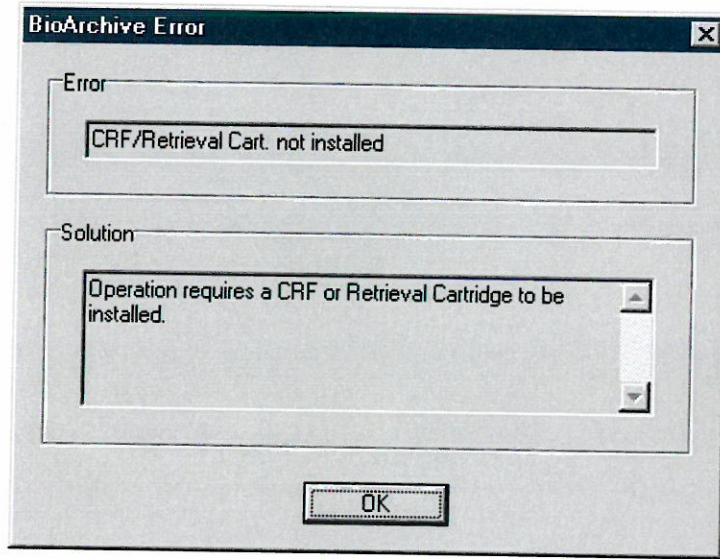 BioArchive Error
Error
CRF/Retrieval Cart. not installed
Solution
Operation requires a CRF or Retrieval Cartridge to be
installed.
OK